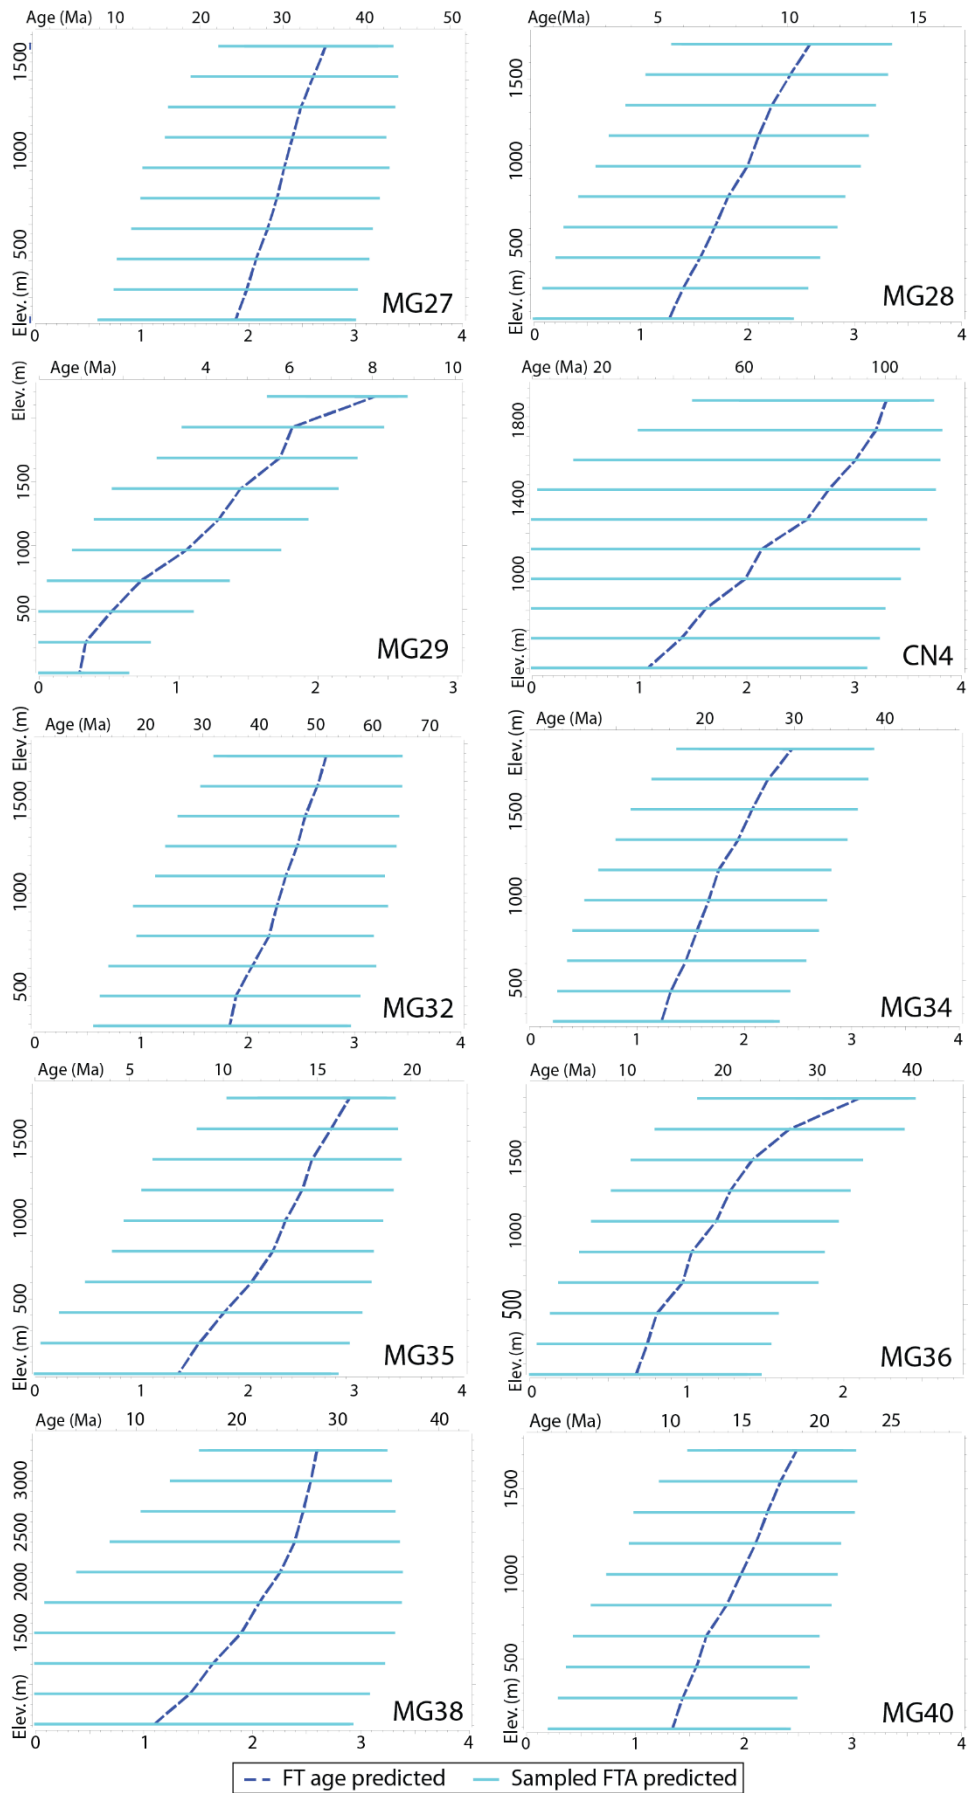 Age(Ma) 10 20 30 40 50
1500
1000
500
Elev. (m)
MG27
0 1 2 3 4
Age(Ma) 5 10 15
1500
1000
500
Elev. (m)
MG28
0 1 2 3 4
Age (Ma) 4 6 8 10
Elev. (m)
1500
1000
500
MG29
0 1 2 3
Age (Ma) 20 60 100
1800
1400
1000
Elev. (m)
CN4
0 1 2 3 4
Age (Ma) 20 30 40 50 60 70
Elev. (m)
1500
1000
500
MG32
0 1 2 3 4
Age (Ma) 20 30 40
Elev. (m)
1500
1000
500
MG34
0 1 2 3 4
Age (Ma) 5 10 15 20
1500
1000
500
Elev. (m)
MG35
0 1 2 3 4
Age (Ma) 10 20 30 40
1500
1000
500
Elev. (m)
MG36
0 1 2
Age (Ma) 10 20 30 40
3000
2500
2000
1500
Elev. (m)
MG38
0 1 2 3 4
Age (Ma) 10 15 20 25
1500
1000
500
Elev. (m)
MG40
0 1 2 3 4
FT age predicted Sampled FTA predicted